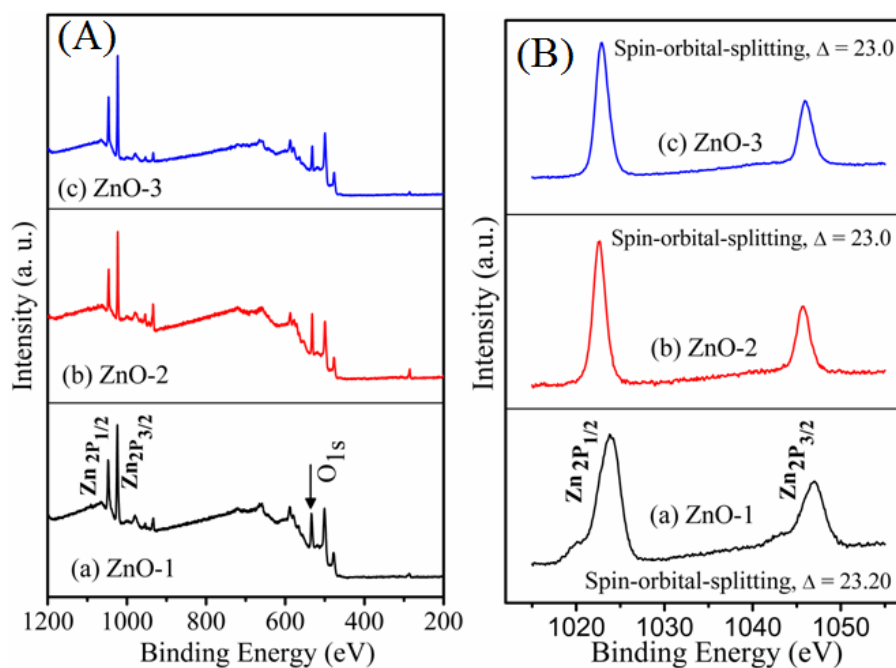 (A)
(c) ZnO-3
(b) ZnO-2
Zn 2P1/2
Zn2P3/2
O1s
(a) ZnO-1
Intensity (a. u.)
1200 1000 800 600 400 200
Binding Energy (eV)
(B)
Spin-orbital-splitting, Δ = 23.0
(c) ZnO-3
Spin-orbital-splitting, Δ = 23.0
(b) ZnO-2
Zn 2P1/2
Zn2P3/2
(a) ZnO-1
Spin-orbital-splitting, Δ = 23.20
Intensity (a.u.)
1020 1030 1040 1050
Binding Energy (eV)